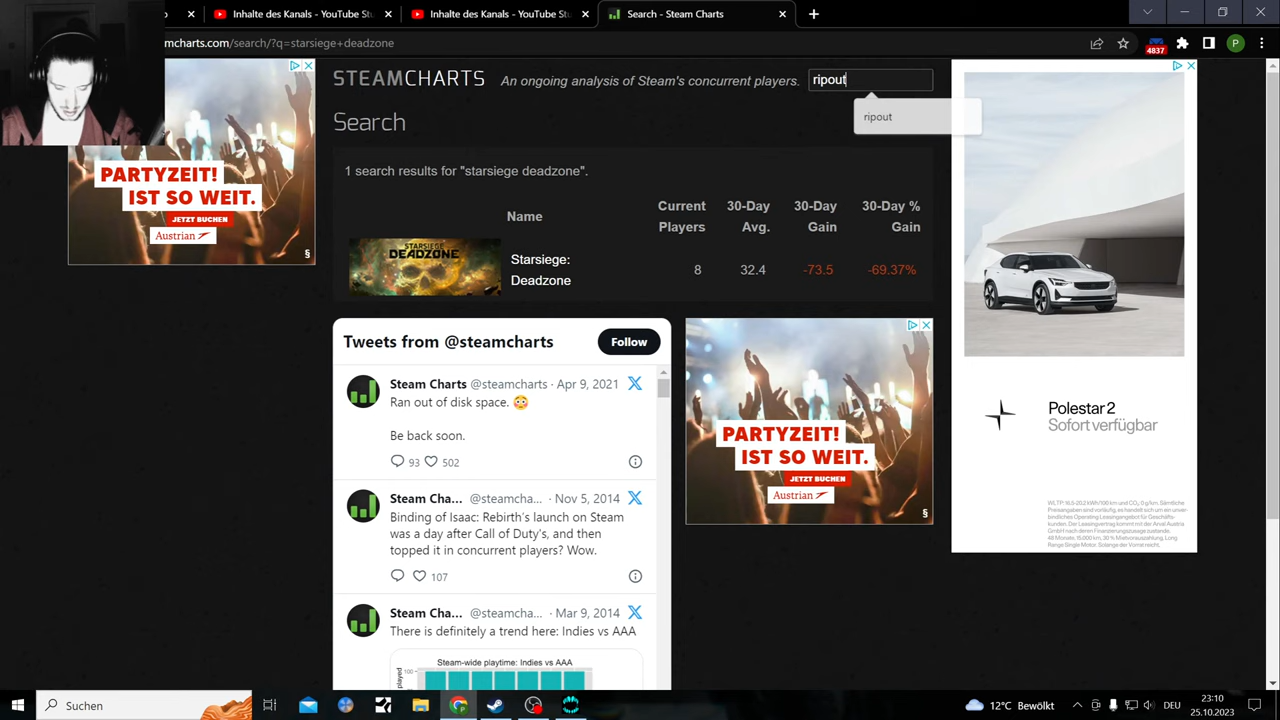 Inhalte des Kanals - YouTube Stu
Inhalte des Kanals - YouTube Stu
Search - Steam Charts
mcharts.com/search/?q=starsiege+deadzone
4837
P
STEAMCHARTS
An ongoing analysis of Steam's concurrent players.
ripout
ripout
Search
1 search results for "starsiege deadzone".
Name
Current Players
30-Day Avg.
30-Day Gain
30-Day % Gain
STARSIEGE
DEADZONE
Starsiege:
Deadzone
8
32.4
-73.5
-69.37%
PARTYZEIT!
IST SO WEIT.
JETZT BUCHEN
Austrian
§
Tweets from @steamcharts
Follow
Steam Charts @steamcharts · Apr 9, 2021
Ran out of disk space. 😳
Be back soon.
93
502
Steam Cha... @steamcha... · Nov 5, 2014
Binding of Isaac: Rebirth's launch on Steam
was a day after Call of Duty's, and then
topped it in concurrent players? Wow.
107
Steam Cha... @steamcha... · Mar 9, 2014
There is definitely a trend here: Indies vs AAA
Steam-wide playtime: Indies vs AAA
100
played
PARTYZEIT!
IST SO WEIT.
JETZT BUCHEN
Austrian
§
Polestar 2
Sofort verfügbar
Suchen
12°C Bewölkt
DEU
23:10
25.10.2023